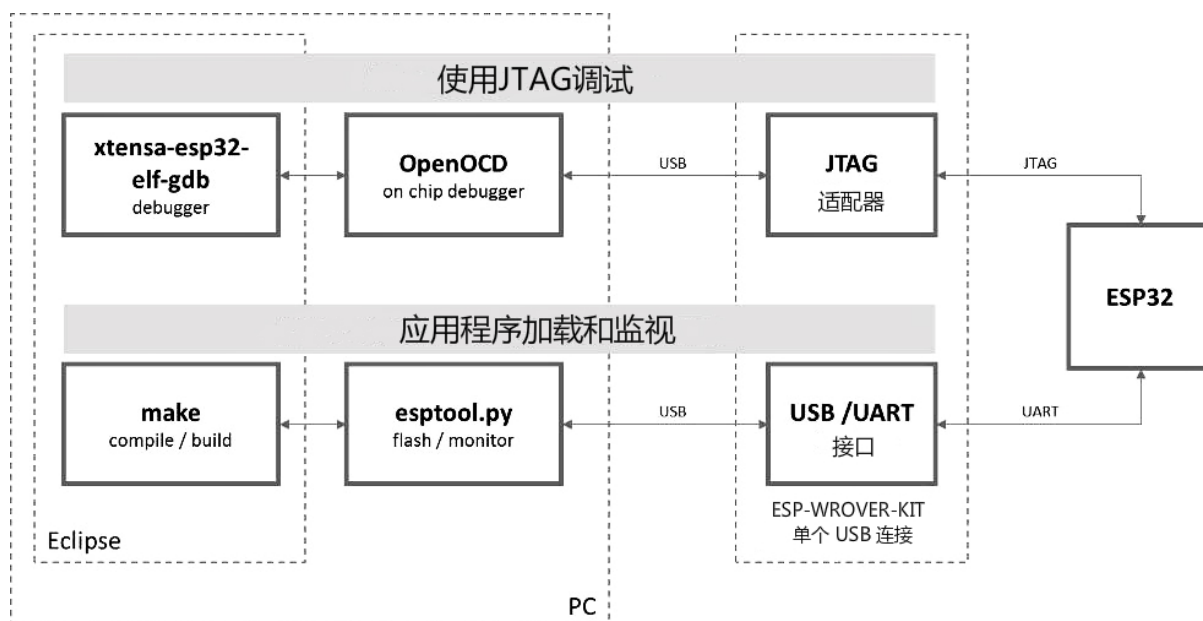 使用JTAG调试
xtensa-esp32-
elf-gdb
debugger
OpenOCD
on chip debugger
USB
JTAG
适配器
JTAG
ESP32
应用程序加载和监视
make
compile / build
esptool.py
flash / monitor
USB
USB /UART
接口
UART
ESP-WROVER-KIT
单个 USB 连接
Eclipse
PC